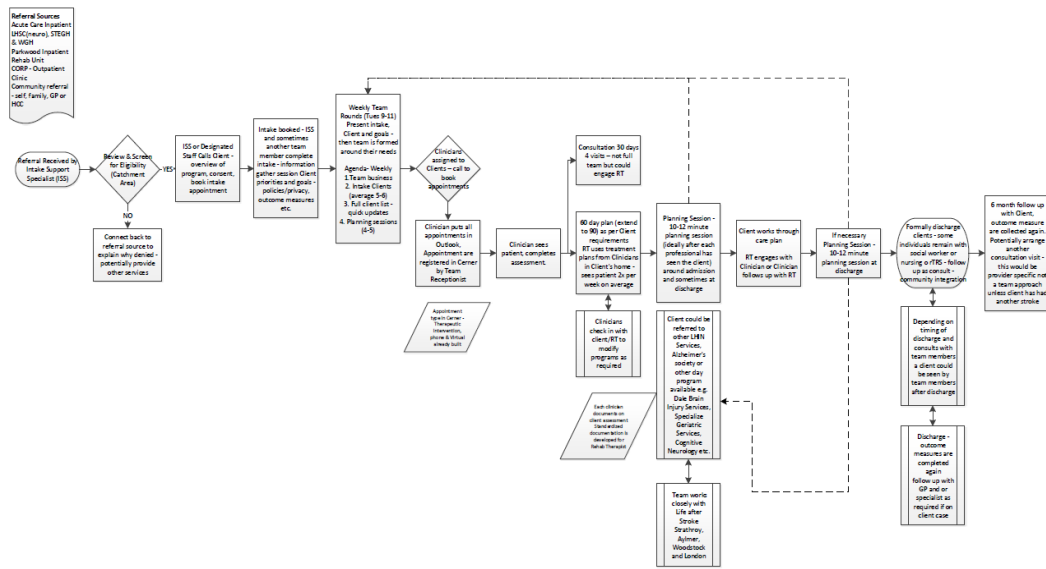 Referral Sources
Acute Care Inpatient
LHSC(neuro), STEGH
& WGH
Parkwood Inpatient
Rehab Unit
CORP - Outpatient
Clinic
Community referral
- self, family, GP or
HCC
Referral Received by
Intake Support
Specialist (ISS)
Review & Screen
for Eligibility
(Catchment
Area)
YES
NO
Connect back to
referral source to
explain why denied -
potentially provide
other services
ISS or Designated
Staff Calls Client -
overview of
program, consent,
book intake
appointment
Intake booked - ISS
and sometimes
another team
member complete
intake - information
gather session Client
priorities and goals -
policies/privacy,
outcome measures
etc.
Weekly Team
Rounds (Tues 9-11)
Present intake,
Client and goals -
then team is formed
around their needs
Agenda- Weekly
1. Team business
2. Intake Clients
(average 5-6)
3. Full client list -
quick updates
4. Planning sessions
(4-5)
Clinicians
assigned to
Clients – call to
book appointments
Clinician puts all
appointments in
Outlook,
Appointment are
registered in Cerner
by Team
Receptionist
Appointment
type in Cerner -
Therapeutic
Intervention,
phone & Virtual
already built
Clinician sees
patient, completes
assessment.
Consultation 30 days
4 visits – not full
team but could
engage RT
60 day plan (extend
to 90) as per Client
requirements
RT uses treatment
plans from Clinicians
in Client's home -
sees patient 2x per
week on average
Clinicians
check in with
client/RT to
modify programs as
required
Each clinician
documents on
client assessment
Standardized
documentation is
developed for
Rehab Therapist
Planning Session -
10-12 minute
planning session
(ideally after each
professional has
seen the client)
around admission
and sometimes at
discharge
Client could be
referred to
other LHIN
Services,
Alzheimer's
society or
other day
program
available e.g.
Dale Brain
Injury Services,
Specialize
Geriatric
Services,
Cognitive
Neurology etc.
Team works
closely with
Life after
Stroke
Strathroy,
Aylmer,
Woodstock
and London
Client works through
care plan
RT engages with
Clinician or Clinician
follows up with RT
If necessary
Planning Session -
10-12 minute
planning session at
discharge
Formally discharge
clients - some
individuals remain with
social worker or
nursing or rTRS - follow
up as consult -
community integration
Depending on
timing of
discharge and
consults with
team members
a client could
be seen by
team members
after discharge
Discharge -
outcome
measures are
completed
again
follow up with
GP and or
specialist as
required if on
client case
6 month follow up
with Client,
outcome measure
are collected again.
Potentially arrange
another
consultation visit -
this would be
provider specific not
a team approach
unless client has had
another stroke